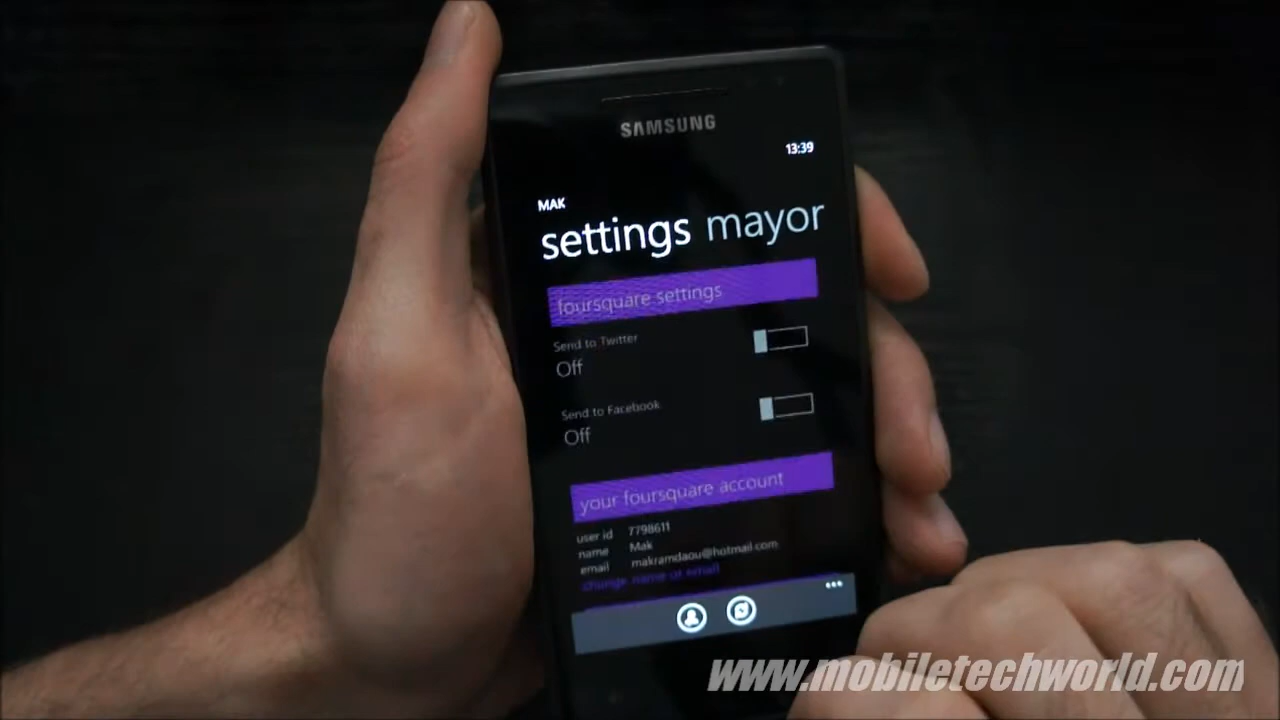 SAMSUNG
13:39
MAK
settings mayor
foursquare settings
Send to Twitter
Off
Send to Facebook
Off
your foursquare account
user id 7798611
name Mak
email makramdaou@hotmail.com
change name or email
www.mobiletechworld.com